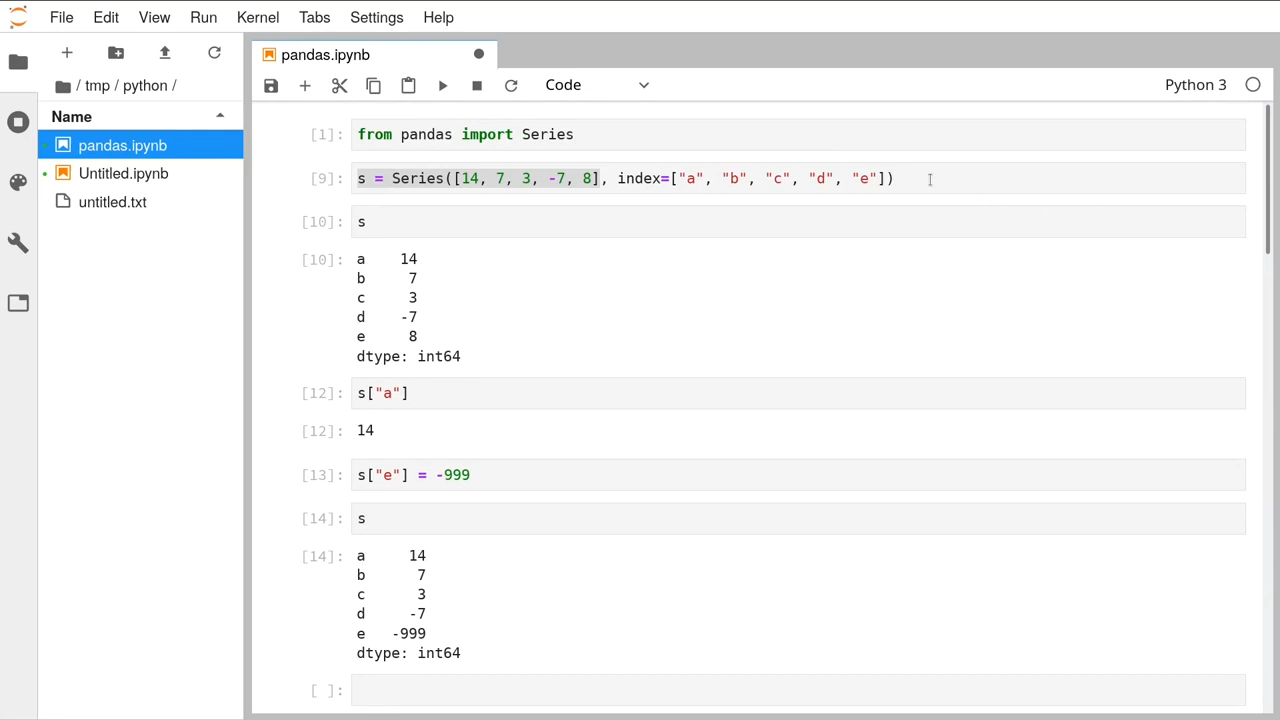 File Edit View Run Kernel Tabs Settings Help
pandas.ipynb
/ tmp / python /
Code
Python 3
Name
pandas.ipynb
Untitled.ipynb
untitled.txt
[1]: from pandas import Series
[9]: s = Series([14, 7, 3, -7, 8], index=["a", "b", "c", "d", "e"])
[10]: s
[10]: a 14
b 7
c 3
d -7
e 8
dtype: int64
[12]: s["a"]
[12]: 14
[13]: s["e"] = -999
[14]: s
[14]: a 14
b 7
c 3
d -7
e -999
dtype: int64
[ ]: